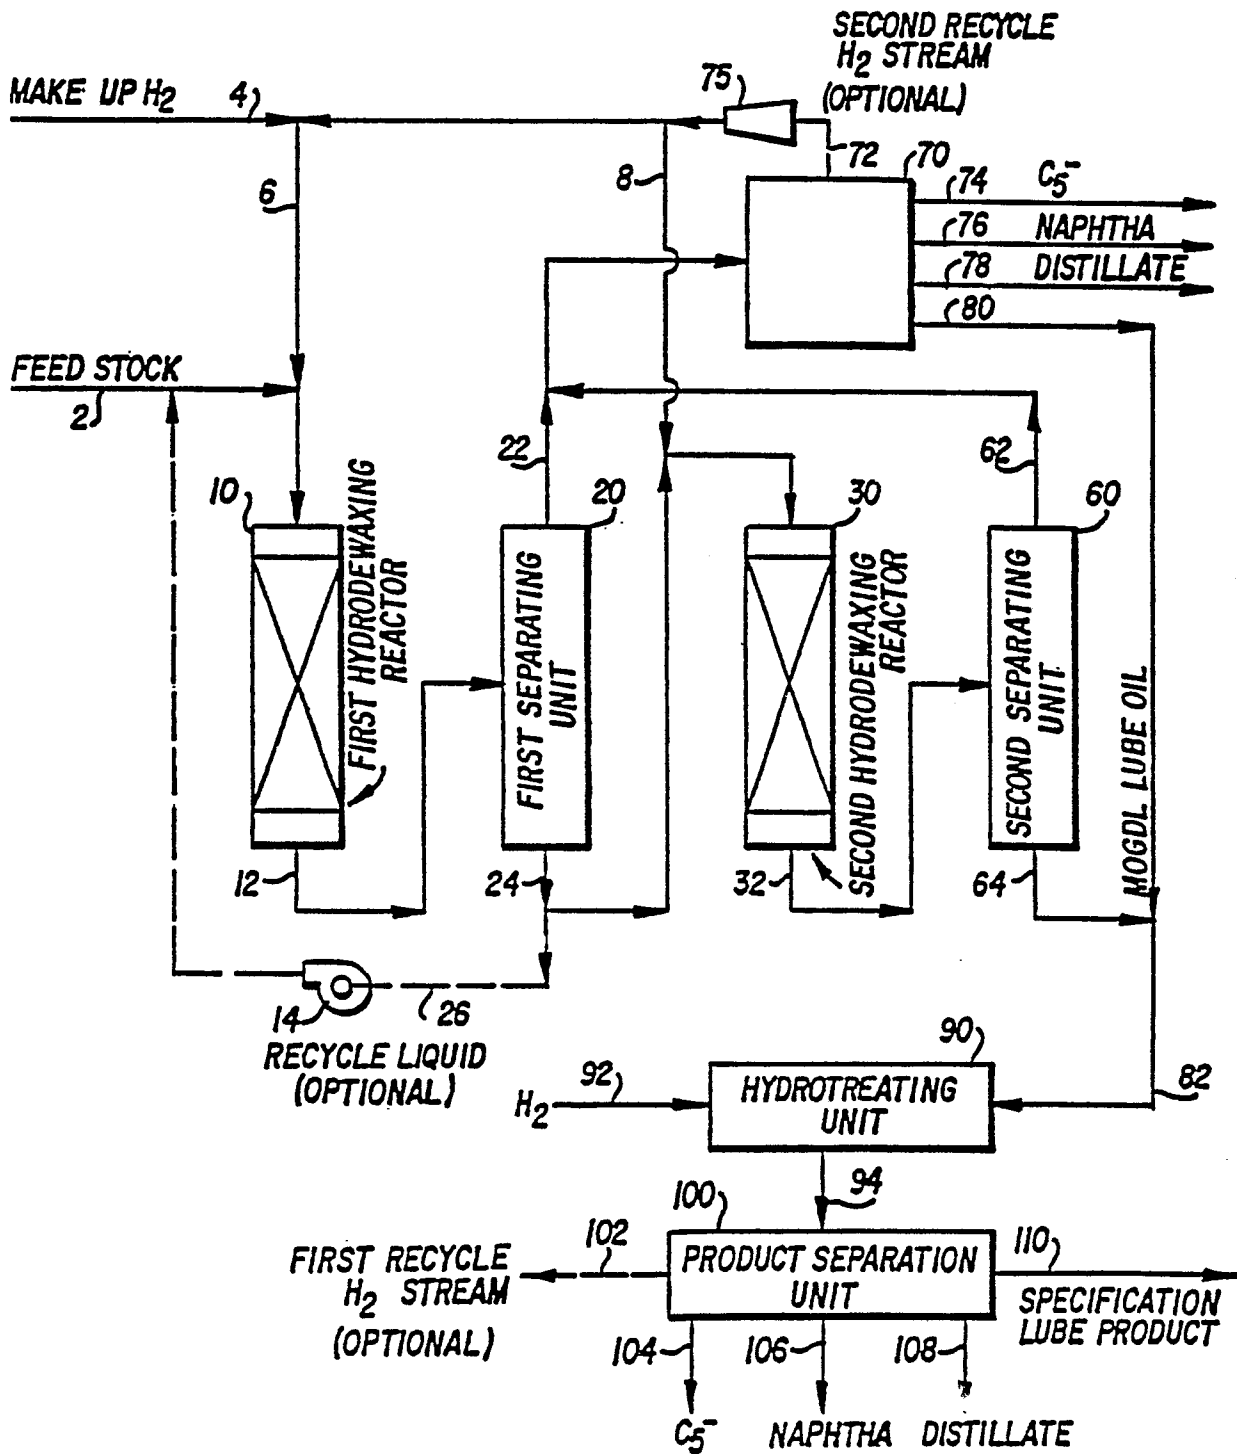 SECOND RECYCLE
H2 STREAM
(OPTIONAL)
MAKE UP H2
4
75
72
70
8
6
74
C5-
76
NAPHTHA
78
DISTILLATE
80
FEED STOCK
2
22
62
10
FIRST HYDRODEWAXING
REACTOR
20
FIRST SEPARATING
UNIT
30
SECOND HYDRODEWAXING
REACTOR
60
SECOND SEPARATING
UNIT
MOGDL LUBE OIL
12
24
32
64
14
26
RECYCLE LIQUID
(OPTIONAL)
90
92
H2
HYDROTREATING
UNIT
82
94
100
102
FIRST RECYCLE
H2 STREAM
(OPTIONAL)
PRODUCT SEPARATION
UNIT
110
SPECIFICATION
LUBE PRODUCT
104
106
108
C5-
NAPHTHA
DISTILLATE